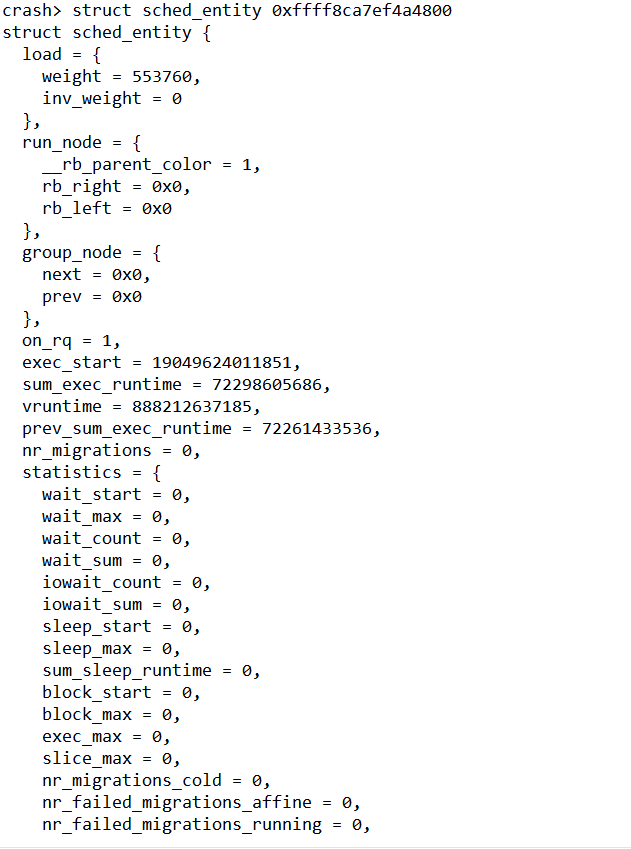 crash> struct sched_entity 0xffff8ca7ef4a4800
struct sched_entity {
  load = {
    weight = 553760,
    inv_weight = 0
  },
  run_node = {
    __rb_parent_color = 1,
    rb_right = 0x0,
    rb_left = 0x0
  },
  group_node = {
    next = 0x0,
    prev = 0x0
  },
  on_rq = 1,
  exec_start = 19049624011851,
  sum_exec_runtime = 72298605686,
  vruntime = 888212637185,
  prev_sum_exec_runtime = 72261433536,
  nr_migrations = 0,
  statistics = {
    wait_start = 0,
    wait_max = 0,
    wait_count = 0,
    wait_sum = 0,
    iowait_count = 0,
    iowait_sum = 0,
    sleep_start = 0,
    sleep_max = 0,
    sum_sleep_runtime = 0,
    block_start = 0,
    block_max = 0,
    exec_max = 0,
    slice_max = 0,
    nr_migrations_cold = 0,
    nr_failed_migrations_affine = 0,
    nr_failed_migrations_running = 0,